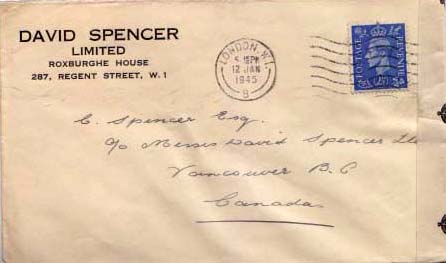 DAVID SPENCER
LIMITED
ROXBURGHE HOUSE
287, REGENT STREET, W.1
LONDON. W.1.
5 15PM
12 JAN
1945
B
POSTAGE
REVENUE
C. Spencer Esq.
c/o Messrs David Spencer Ltd
Vancouver B.C
Canada